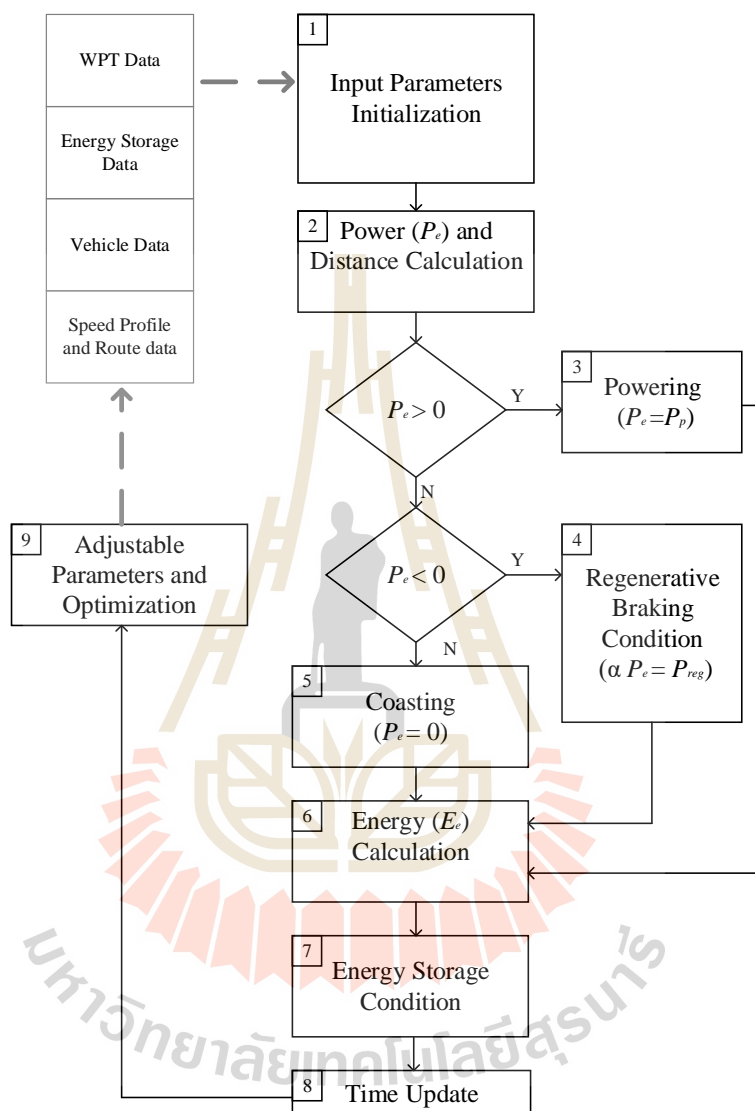 WPT Data
Energy Storage
Data
Vehicle Data
Speed Profile
and Route data
1
Input Parameters
Initialization
2
Power (Pₑ) and
Distance Calculation
Pₑ > 0
Y
3
Powering
(Pₑ = Pₚ)
N
Pₑ < 0
Y
4
Regenerative
Braking
Condition
(α Pₑ = P_reg)
N
5
Coasting
(Pₑ = 0)
6
Energy (Eₑ)
Calculation
7
Energy Storage
Condition
8
Time Update
9
Adjustable
Parameters and
Optimization
มหาวิทยาลัยเทคโนโลยีสุรนารี